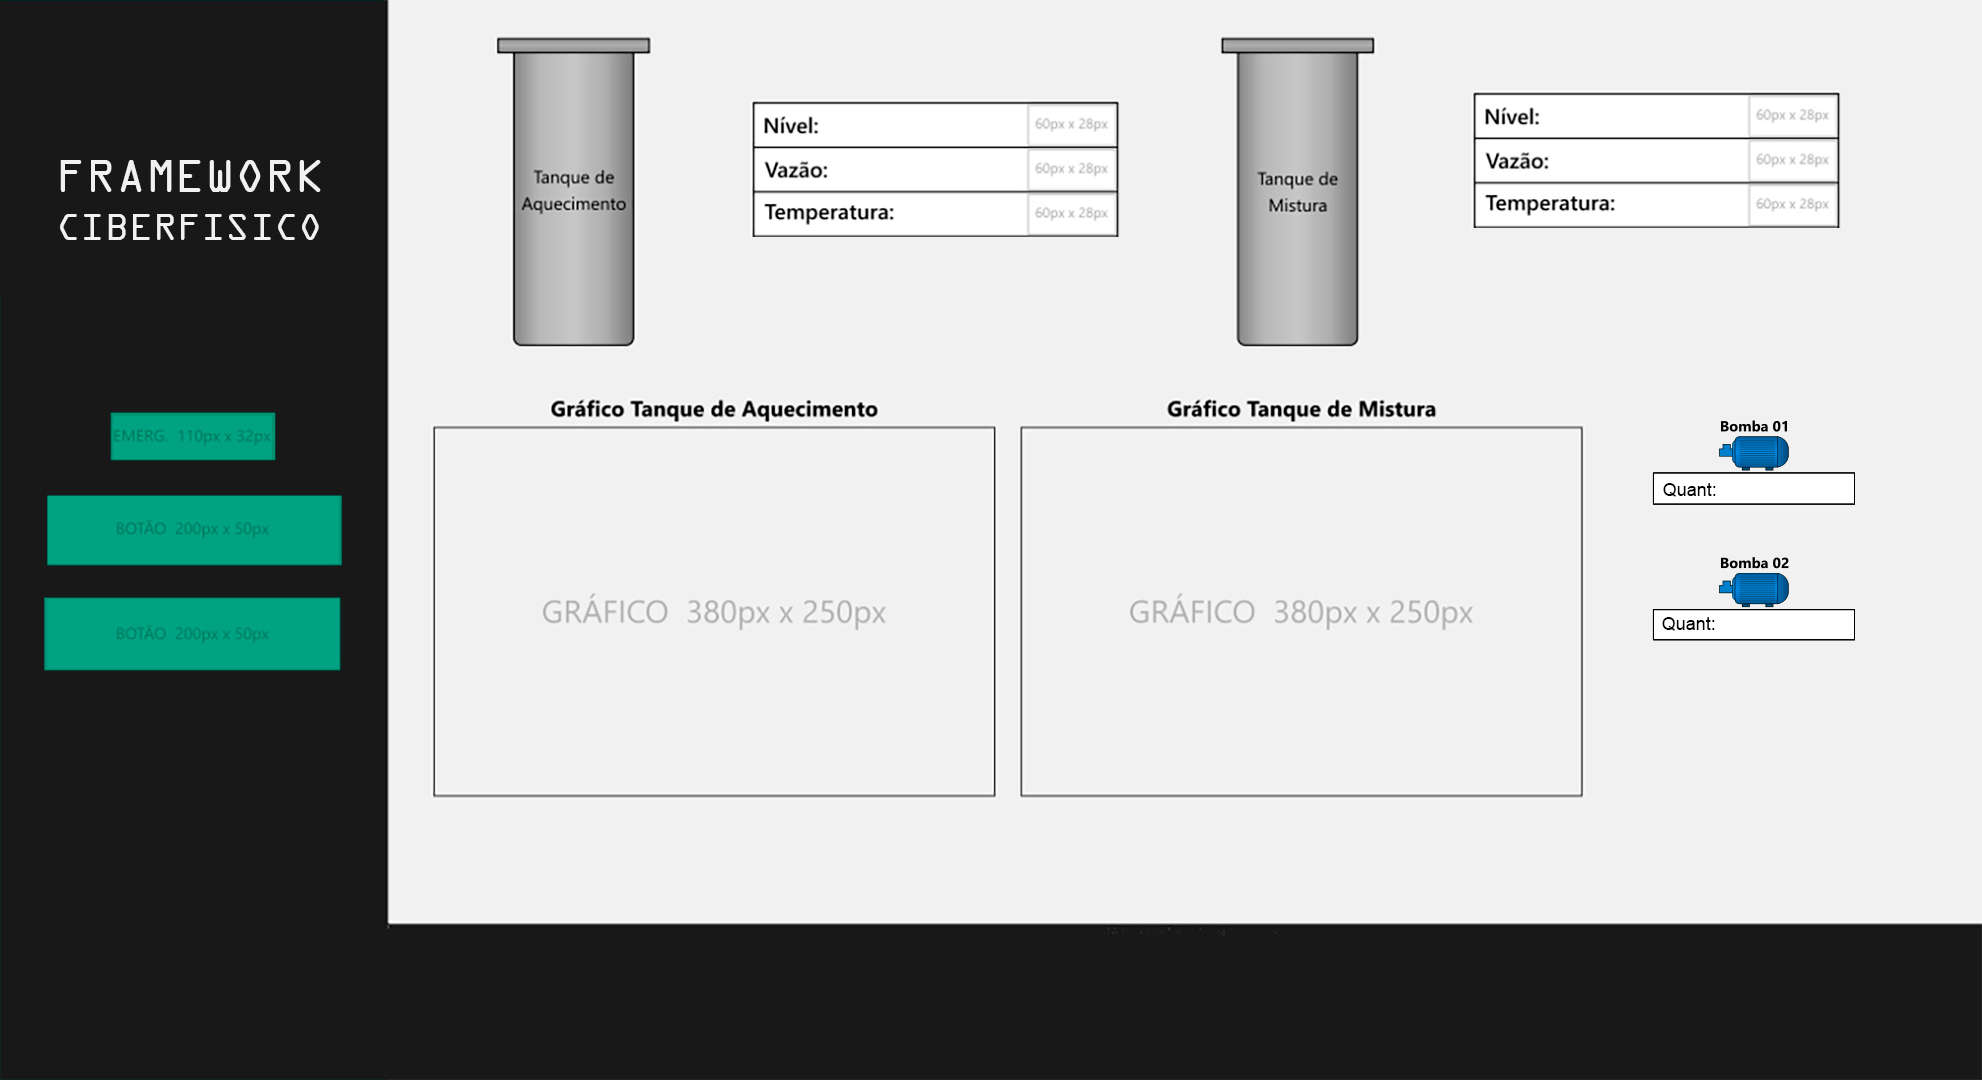 FRAMEWORK
CIBERFISICO
EMERG. 110px x 32px
BOTÃO 200px x 50px
BOTÃO 200px x 50px
Tanque de
Aquecimento
Nível: 60px x 28px
Vazão: 60px x 28px
Temperatura: 60px x 28px
Tanque de
Mistura
Nível: 60px x 28px
Vazão: 60px x 28px
Temperatura: 60px x 28px
Gráfico Tanque de Aquecimento
GRÁFICO 380px x 250px
Gráfico Tanque de Mistura
GRÁFICO 380px x 250px
Bomba 01
Quant:
Bomba 02
Quant: